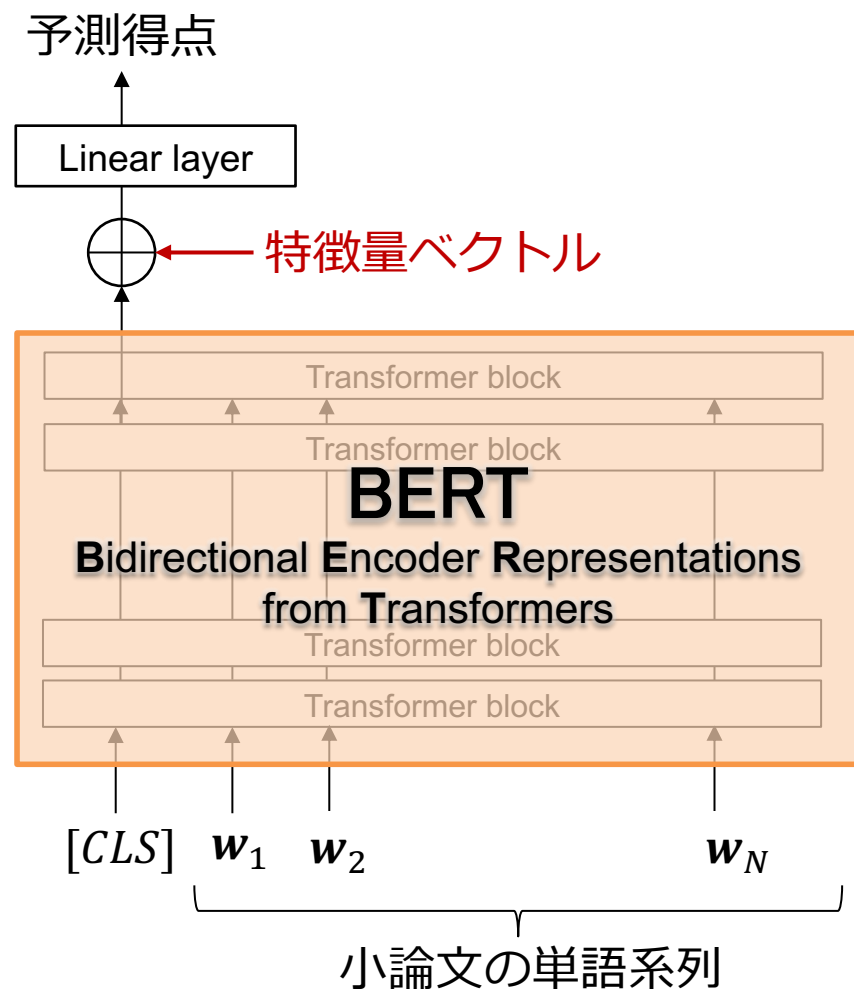 予測得点
Linear layer
特徴量ベクトル
Transformer block
Transformer block
BERT
Bidirectional Encoder Representations
from Transformers
Transformer block
Transformer block
[CLS] w₁ w₂ w_N
小論文の単語系列